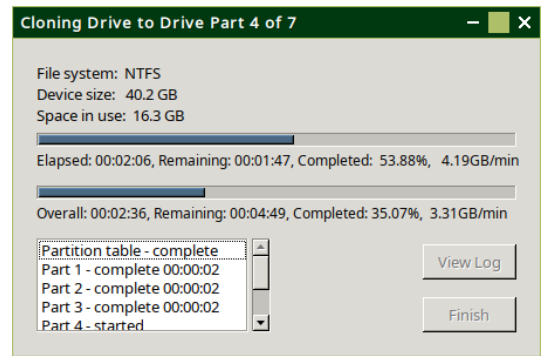 Cloning Drive to Drive Part 4 of 7
File system: NTFS
Device size: 40.2 GB
Space in use: 16.3 GB
Elapsed: 00:02:06, Remaining: 00:01:47, Completed: 53.88%, 4.19GB/min
Overall: 00:02:36, Remaining: 00:04:49, Completed: 35.07%, 3.31GB/min
Partition table - complete
Part 1 - complete 00:00:02
Part 2 - complete 00:00:02
Part 3 - complete 00:00:02
Part 4 - started
View Log
Finish